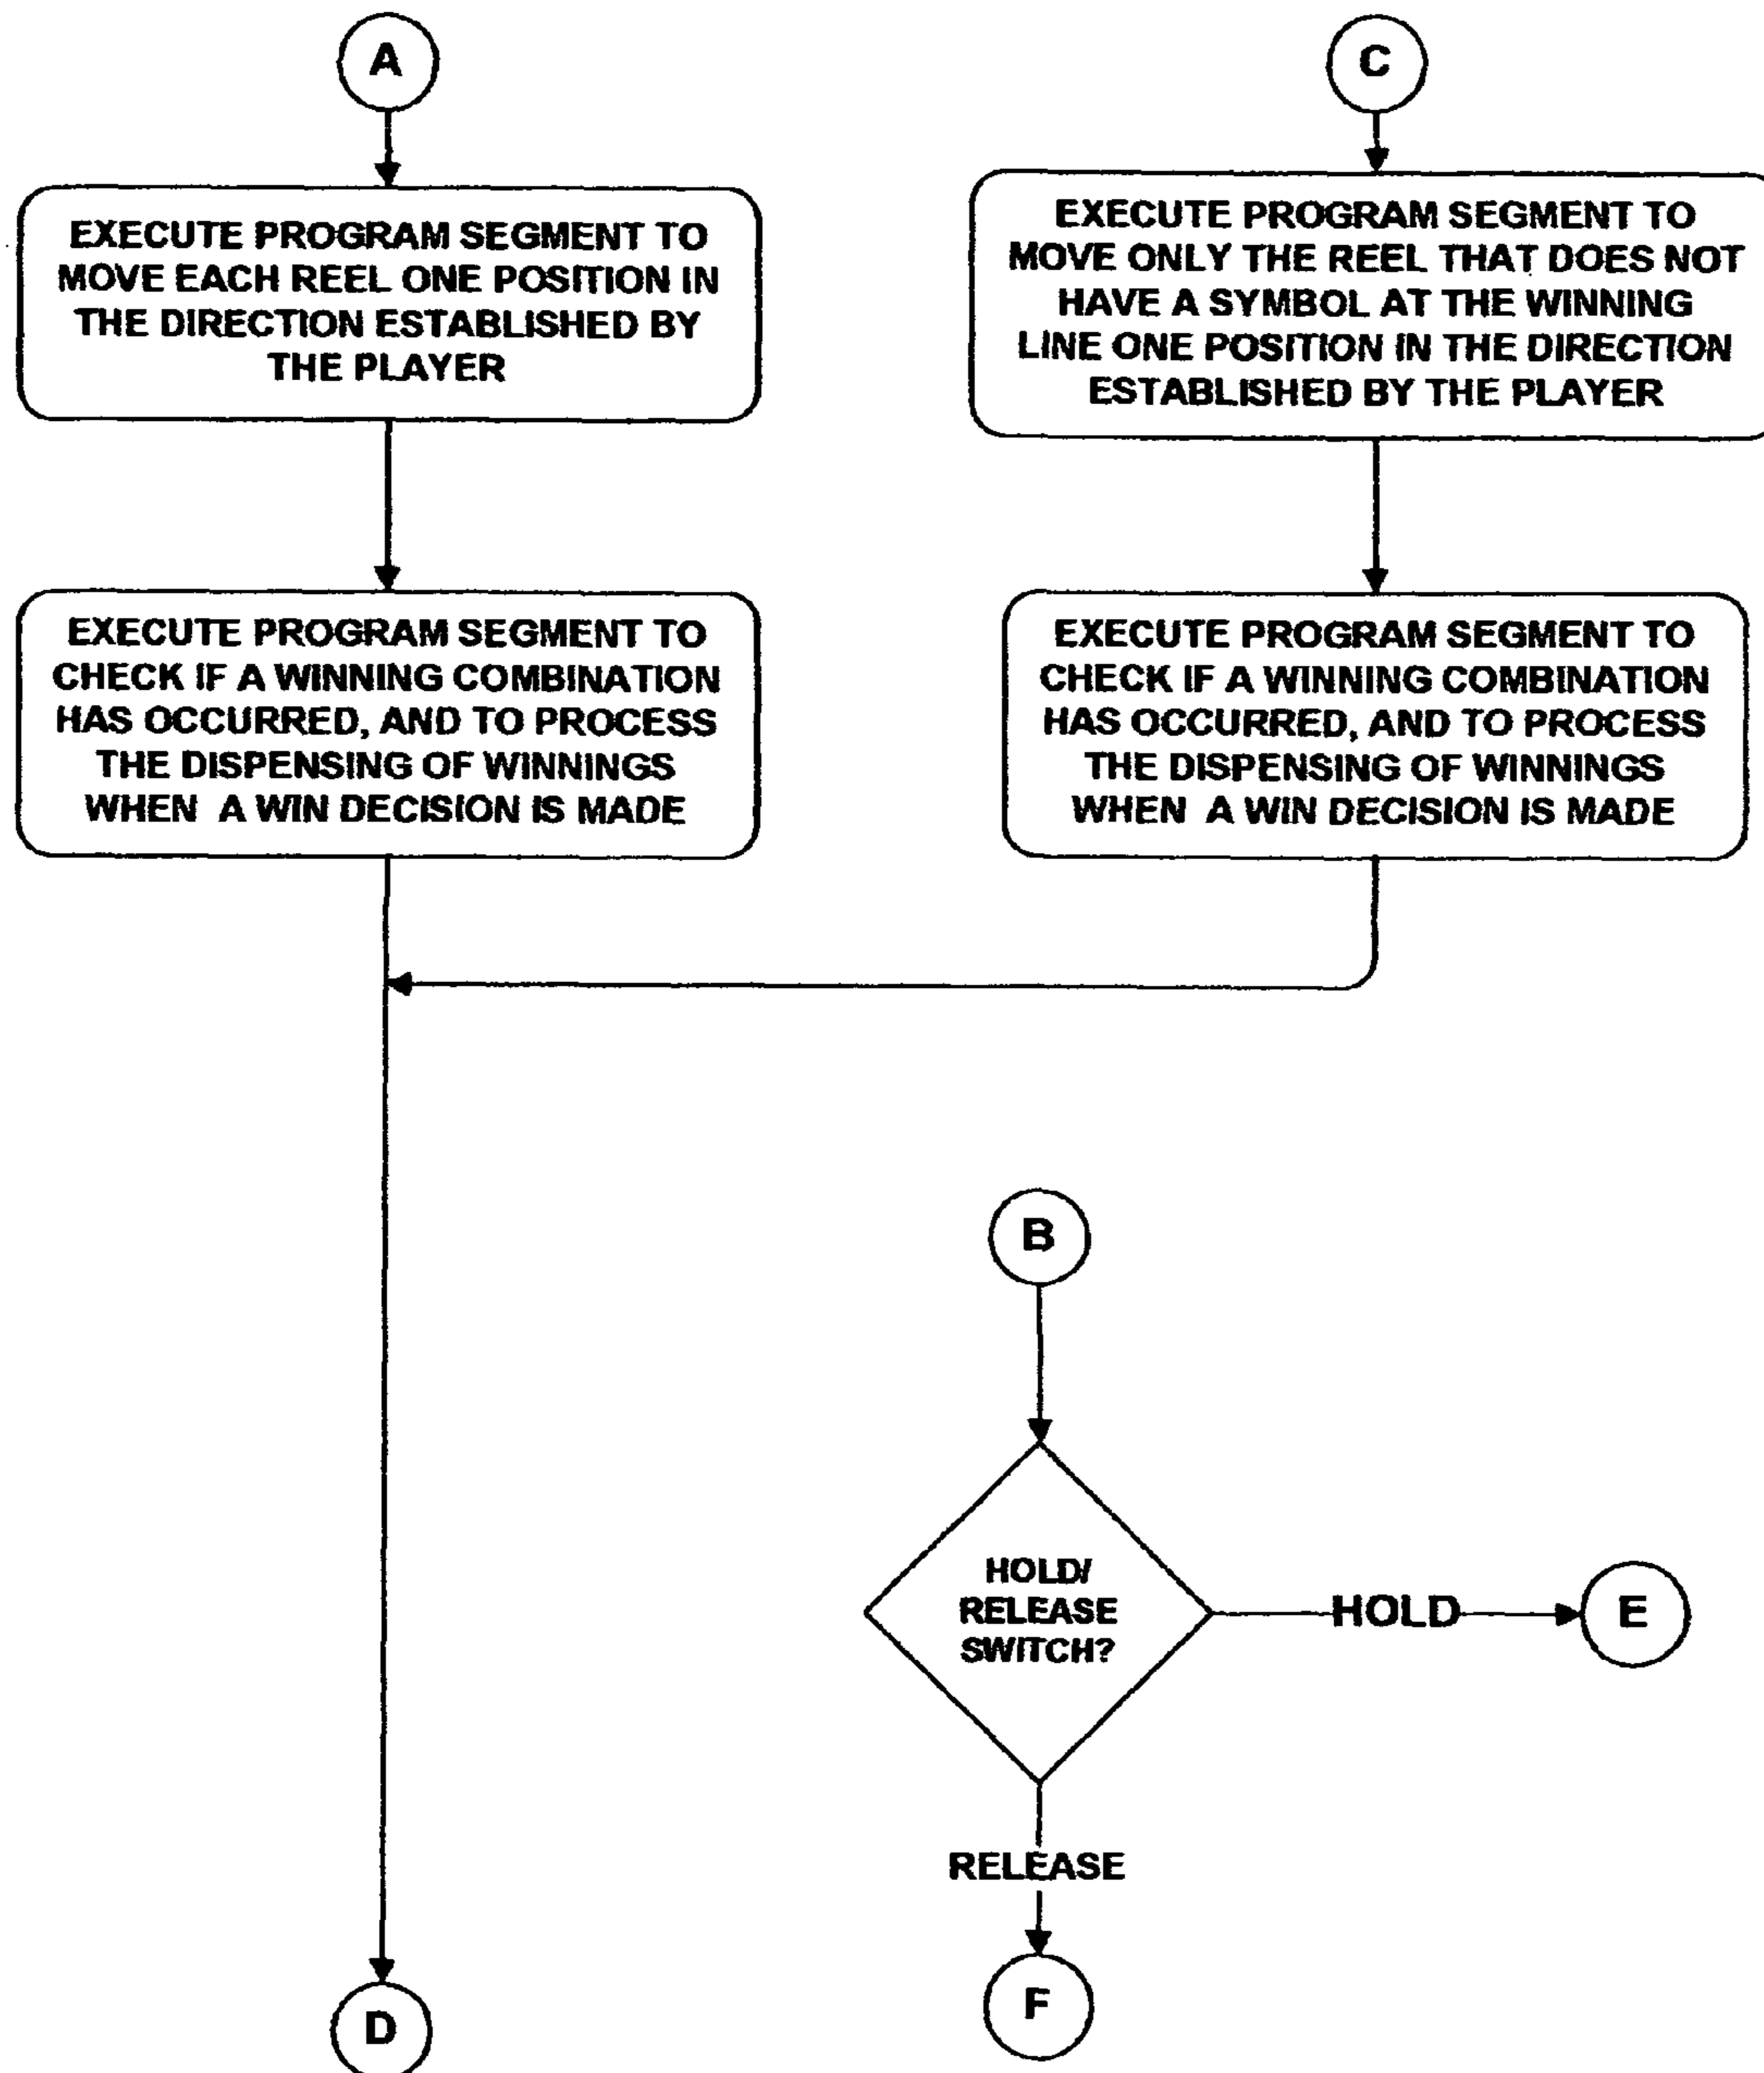 A
EXECUTE PROGRAM SEGMENT TO
MOVE EACH REEL ONE POSITION IN
THE DIRECTION ESTABLISHED BY
THE PLAYER
EXECUTE PROGRAM SEGMENT TO
CHECK IF A WINNING COMBINATION
HAS OCCURRED, AND TO PROCESS
THE DISPENSING OF WINNINGS
WHEN A WIN DECISION IS MADE
C
EXECUTE PROGRAM SEGMENT TO
MOVE ONLY THE REEL THAT DOES NOT
HAVE A SYMBOL AT THE WINNING
LINE ONE POSITION IN THE DIRECTION
ESTABLISHED BY THE PLAYER
EXECUTE PROGRAM SEGMENT TO
CHECK IF A WINNING COMBINATION
HAS OCCURRED, AND TO PROCESS
THE DISPENSING OF WINNINGS
WHEN A WIN DECISION IS MADE
D
B
HOLD/
RELEASE
SWITCH?
HOLD
E
RELEASE
F